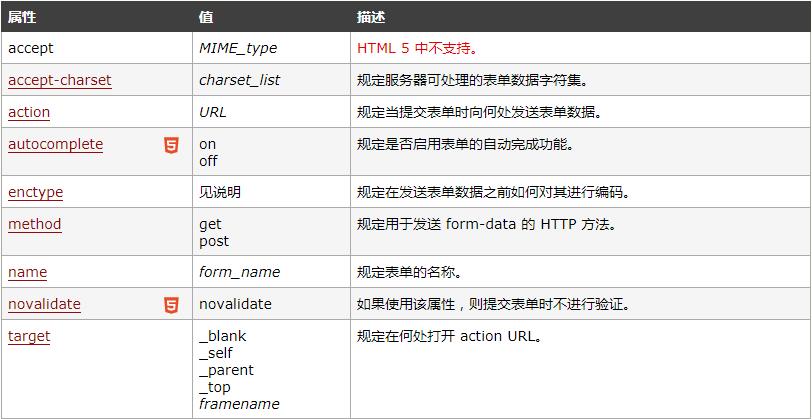 属性 值 描述
accept MIME_type HTML 5 中不支持。
accept-charset charset_list 规定服务器可处理的表单数据字符集。
action URL 规定当提交表单时向何处发送表单数据。
autocomplete 5 on 规定是否启用表单的自动完成功能。
off
enctype 见说明 规定在发送表单数据之前如何对其进行编码。
method get 规定用于发送 form-data 的 HTTP 方法。
post
name form_name 规定表单的名称。
novalidate 5 novalidate 如果使用该属性，则提交表单时不进行验证。
target _blank 规定在何处打开 action URL。
_self
_parent
_top
framename